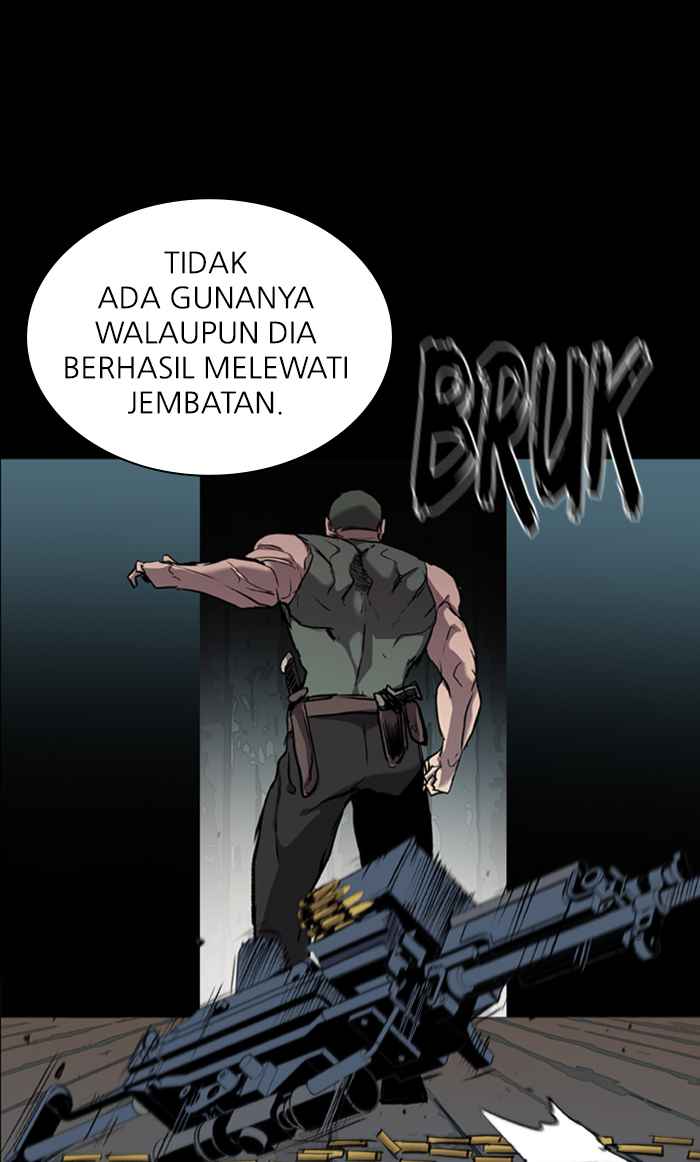 TIDAK
ADA GUNANYA
WALAUPUN DIA
BERHASIL MELEWATI
JEMBATAN.
BRUK